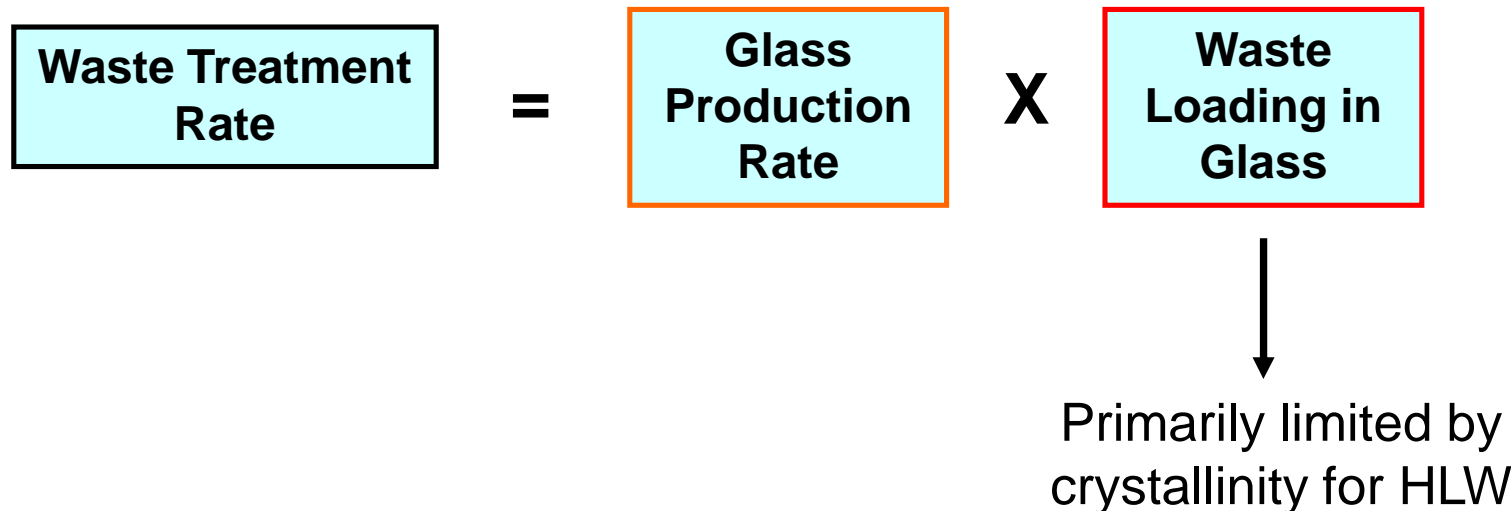 Waste Treatment
Rate
=
Glass
Production
Rate
X
Waste
Loading in
Glass
Primarily limited by
crystallinity for HLW